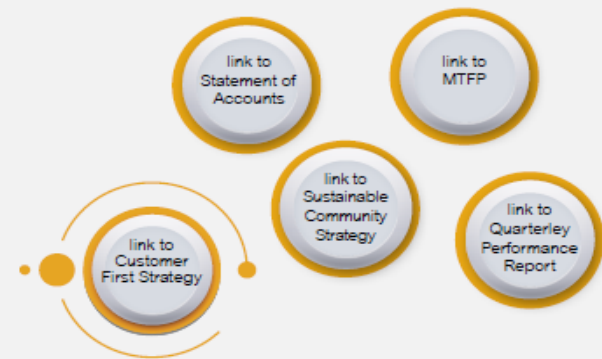 link to
Statement of
Accounts
link to
MTFP
link to
Sustainable
Community
Strategy
link to
Quarterley
Performance
Report
link to
Customer
First Strategy